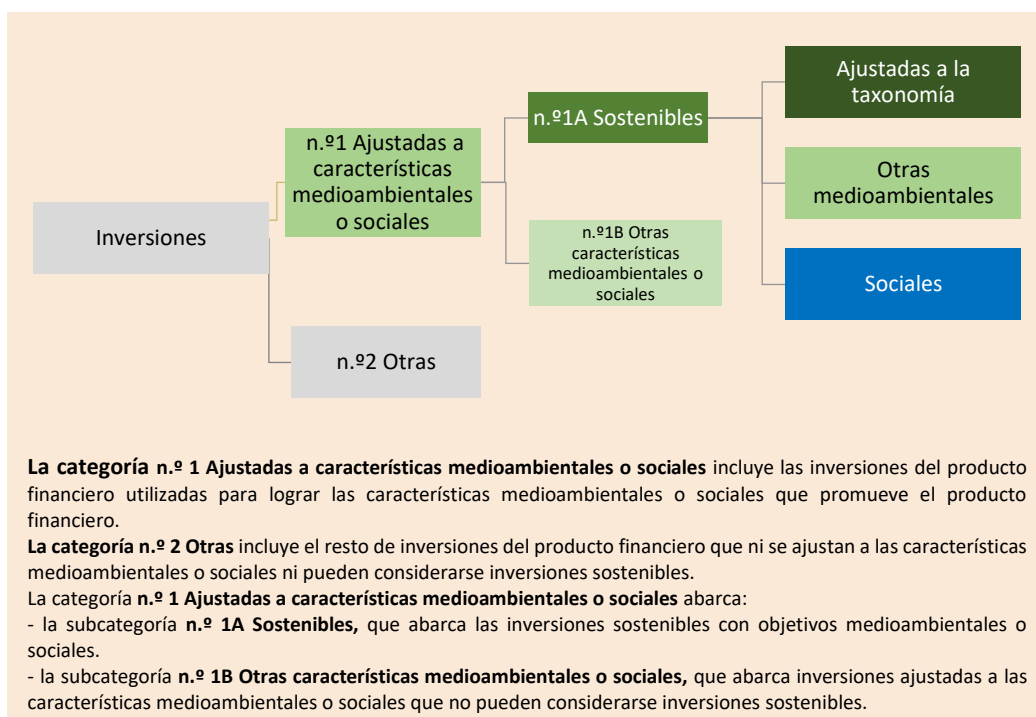 Ajustadas a la
taxonomía
n.º1A Sostenibles
n.º1 Ajustadas a
características
medioambientales
o sociales
Otras
medioambientales
Inversiones
n.º1B Otras
características
medioambientales o
sociales
Sociales
n.º2 Otras
La categoría n.º 1 Ajustadas a características medioambientales o sociales incluye las inversiones del producto
financiero utilizadas para lograr las características medioambientales o sociales que promueve el producto
financiero.
La categoría n.º 2 Otras incluye el resto de inversiones del producto financiero que ni se ajustan a las características
medioambientales o sociales ni pueden considerarse inversiones sostenibles.
La categoría n.º 1 Ajustadas a características medioambientales o sociales abarca:
- la subcategoría n.º 1A Sostenibles, que abarca las inversiones sostenibles con objetivos medioambientales o
sociales.
- la subcategoría n.º 1B Otras características medioambientales o sociales, que abarca inversiones ajustadas a las
características medioambientales o sociales que no pueden considerarse inversiones sostenibles.